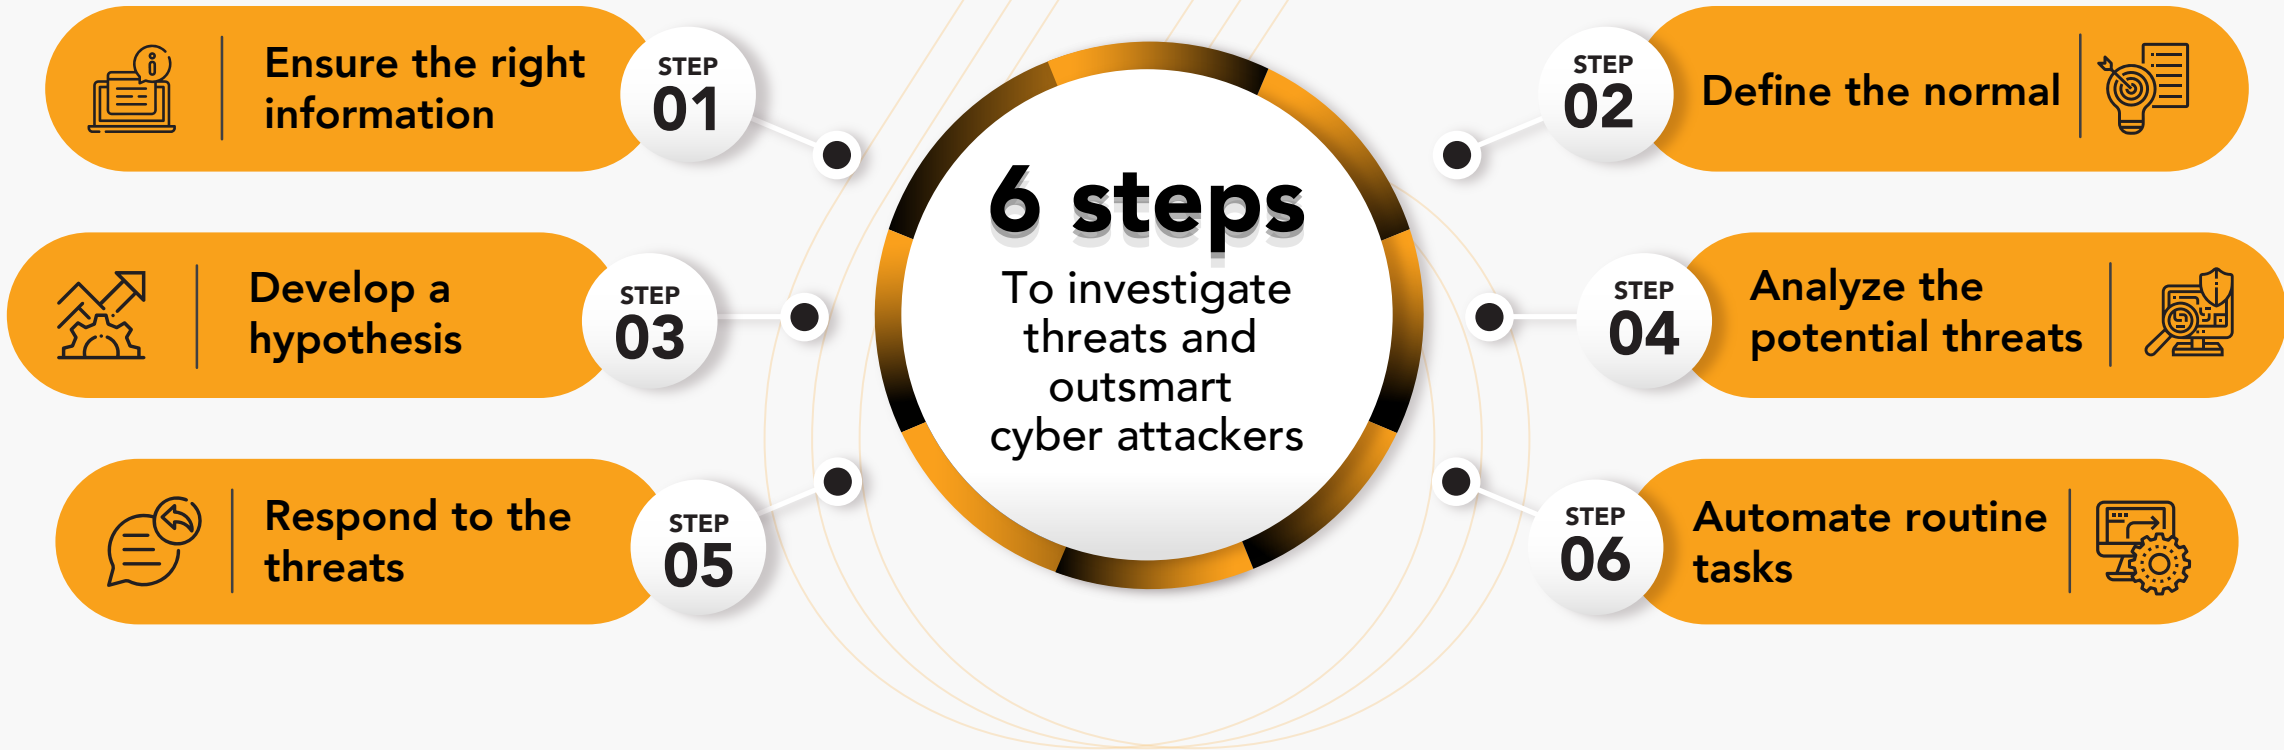 6 steps
To investigate
threats and
outsmart
cyber attackers
STEP
01
Ensure the right
information
STEP
02
Define the normal
STEP
03
Develop a
hypothesis
STEP
04
Analyze the
potential threats
STEP
05
Respond to the
threats
STEP
06
Automate routine
tasks